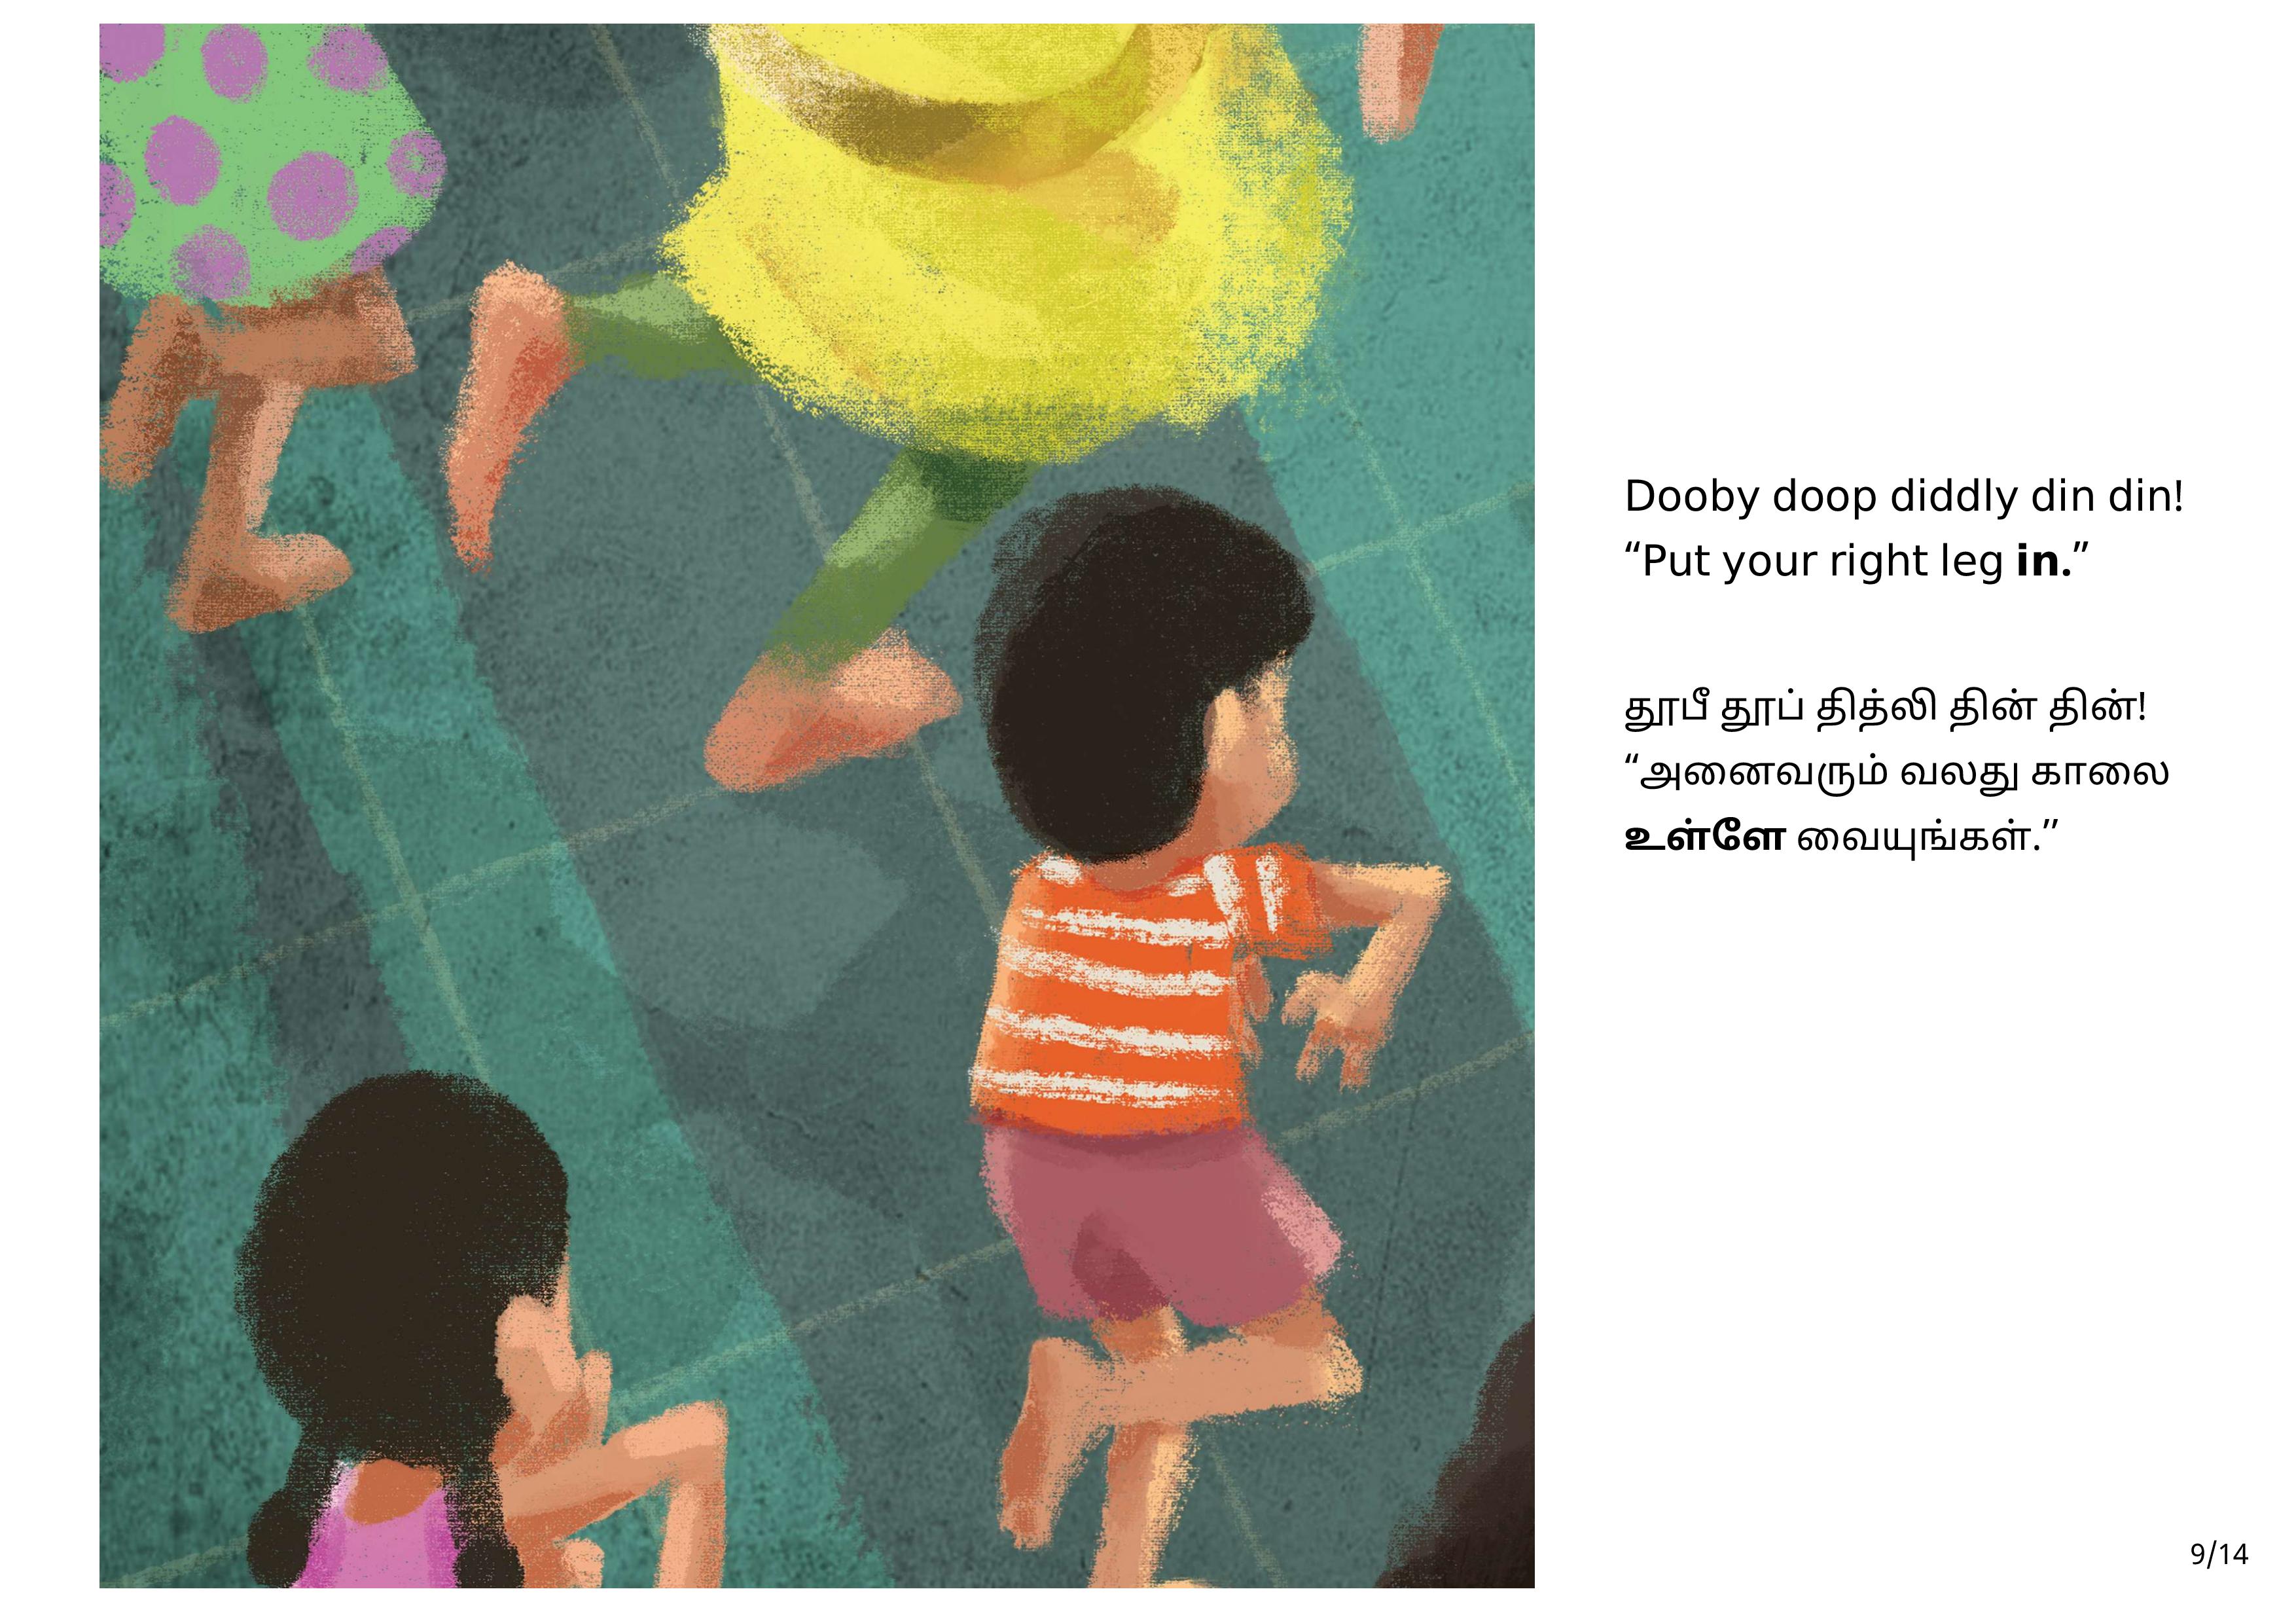 Dooby doop diddly din din!
“Put your right leg in.”
தூபீ தூப் தித்லி தின் தின்!
“அனைவரும் வலது காலை
உள்ளே வையுங்கள்.”
9/14